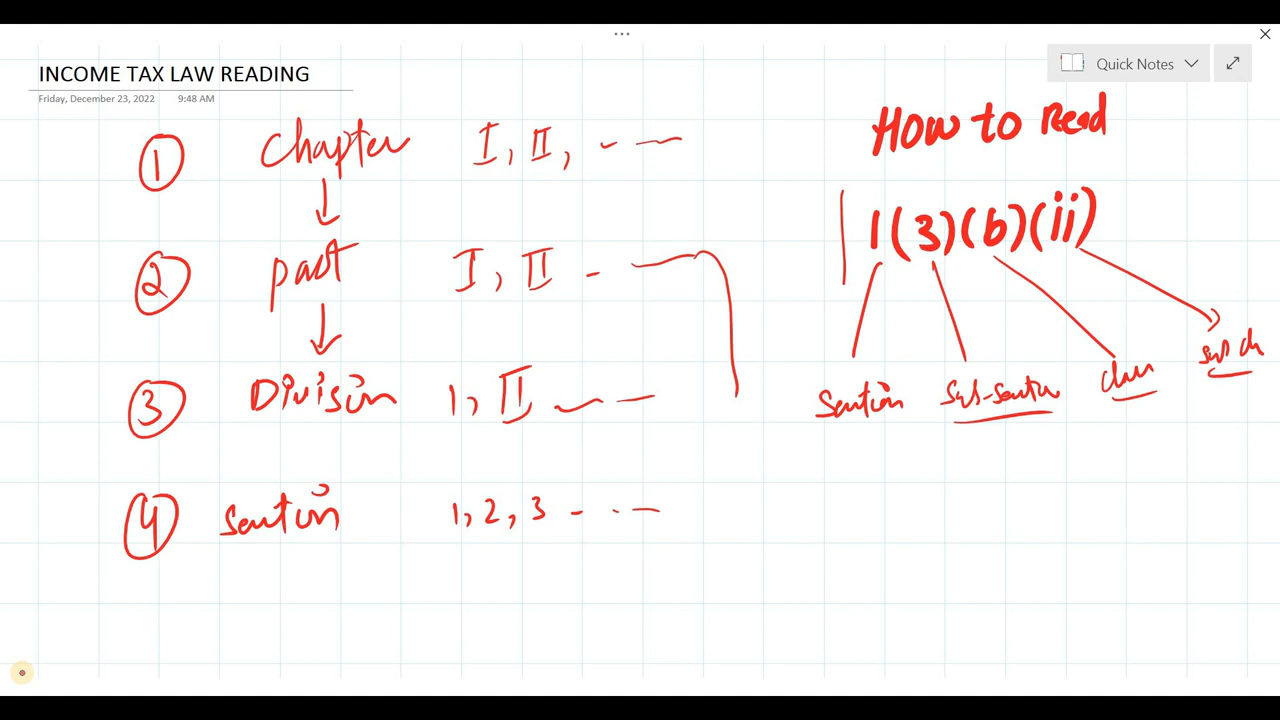 INCOME TAX LAW READING
Friday, December 23, 2022 9:48 AM
Quick Notes
How to Read
1 Chapter I, II, - —
1(3)(b)(ii)
2 part I, II - —
3 Division 1, II — —
Section Sub-section
4 Section 1, 2, 3 - . . —